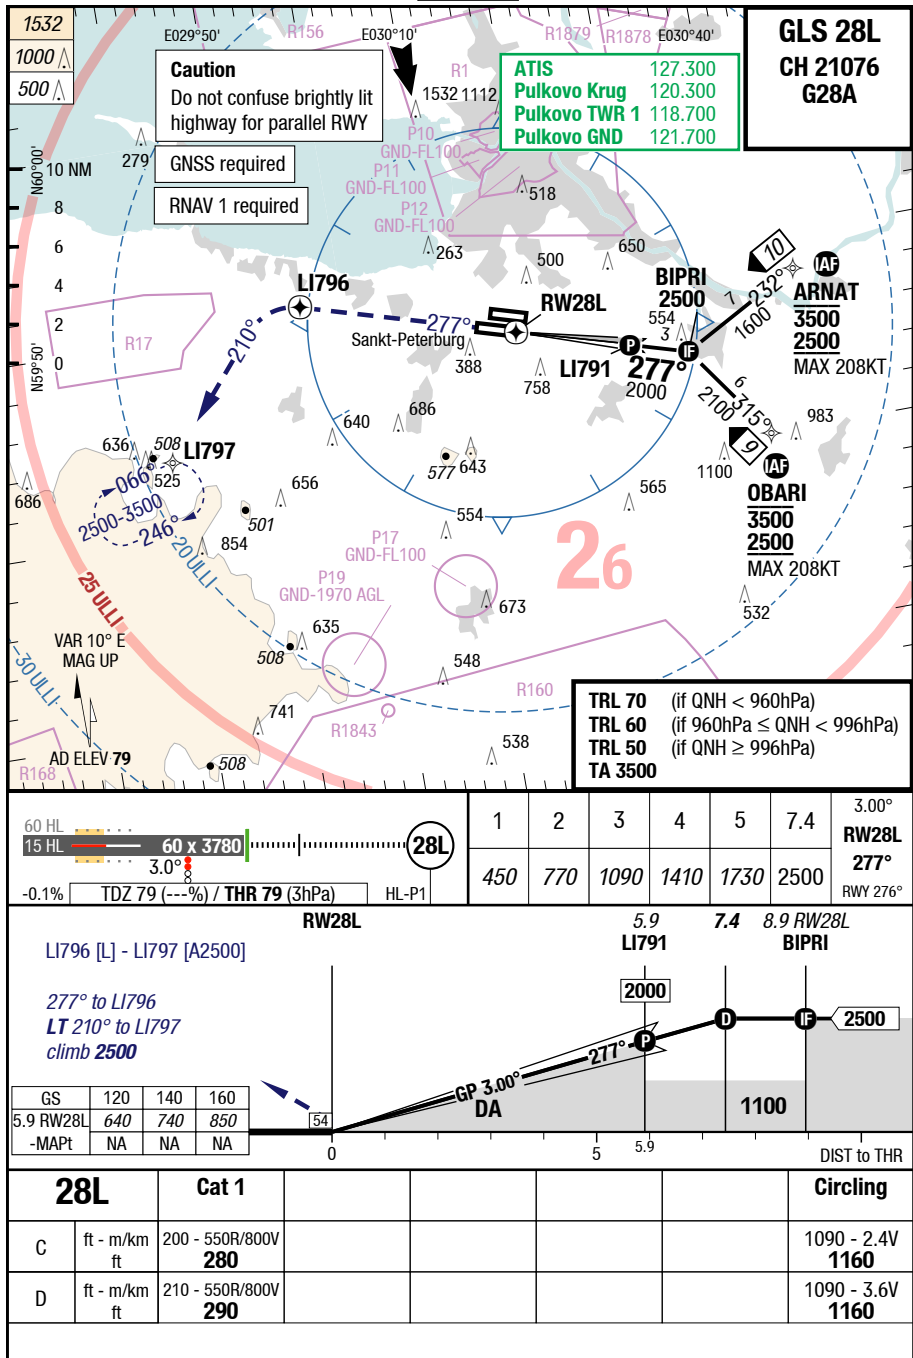 1532
1000
500
E029°50'
R156
E030°10'
R1879
R1878
E030°40'
GLS 28L
CH 21076
G28A
Caution
Do not confuse brightly lit
highway for parallel RWY
GNSS required
RNAV 1 required
ATIS 127.300
Pulkovo Krug 120.300
Pulkovo TWR 1 118.700
Pulkovo GND 121.700
R1
1532
1112
P10
GND-FL100
P11
GND-FL100
P12
GND-FL100
279
N60°00'
10 NM
8
6
4
2
0
N59°50'
518
263
500
650
LI796
277°
210°
RW28L
Sankt-Peterburg
388
758
BIPRI
2500
554
3
IF
P
LI791
277°
2000
7
232°
1600
10
IAF
ARNAT
3500
2500
MAX 208KT
6
315°
2100
9
IAF
OBARI
3500
2500
MAX 208KT
983
1100
R17
640
686
577
643
565
636
508
LI797
525
066°
2500-3500
246°
686
656
501
854
554
20 ULLI
25 ULLI
30 ULLI
P17
GND-FL100
P19
GND-1970 AGL
673
26
532
635
508
548
R160
R1843
741
538
508
R168
VAR 10° E
MAG UP
AD ELEV 79
TRL 70 (if QNH < 960hPa)
TRL 60 (if 960hPa ≤ QNH < 996hPa)
TRL 50 (if QNH ≥ 996hPa)
TA 3500
60 HL
15 HL
60 x 3780
28L
3.0°
-0.1%
TDZ 79 (---%) / THR 79 (3hPa)
HL-P1
1 2 3 4 5 7.4
450 770 1090 1410 1730 2500
3.00°
RW28L
277°
RWY 276°
RW28L
5.9
LI791
7.4
8.9 RW28L
BIPRI
LI796 [L] - LI797 [A2500]
277° to LI796
LT 210° to LI797
climb 2500
2000
P
D
IF
2500
277°
GP 3.00°
DA
1100
54
0
5
5.9
DIST to THR
GS 120 140 160
5.9 RW28L 640 740 850
-MAPt NA NA NA
28L Cat 1 Circling
C ft - m/km 200 - 550R/800V 1090 - 2.4V
ft 280 1160
D ft - m/km 210 - 550R/800V 1090 - 3.6V
ft 290 1160